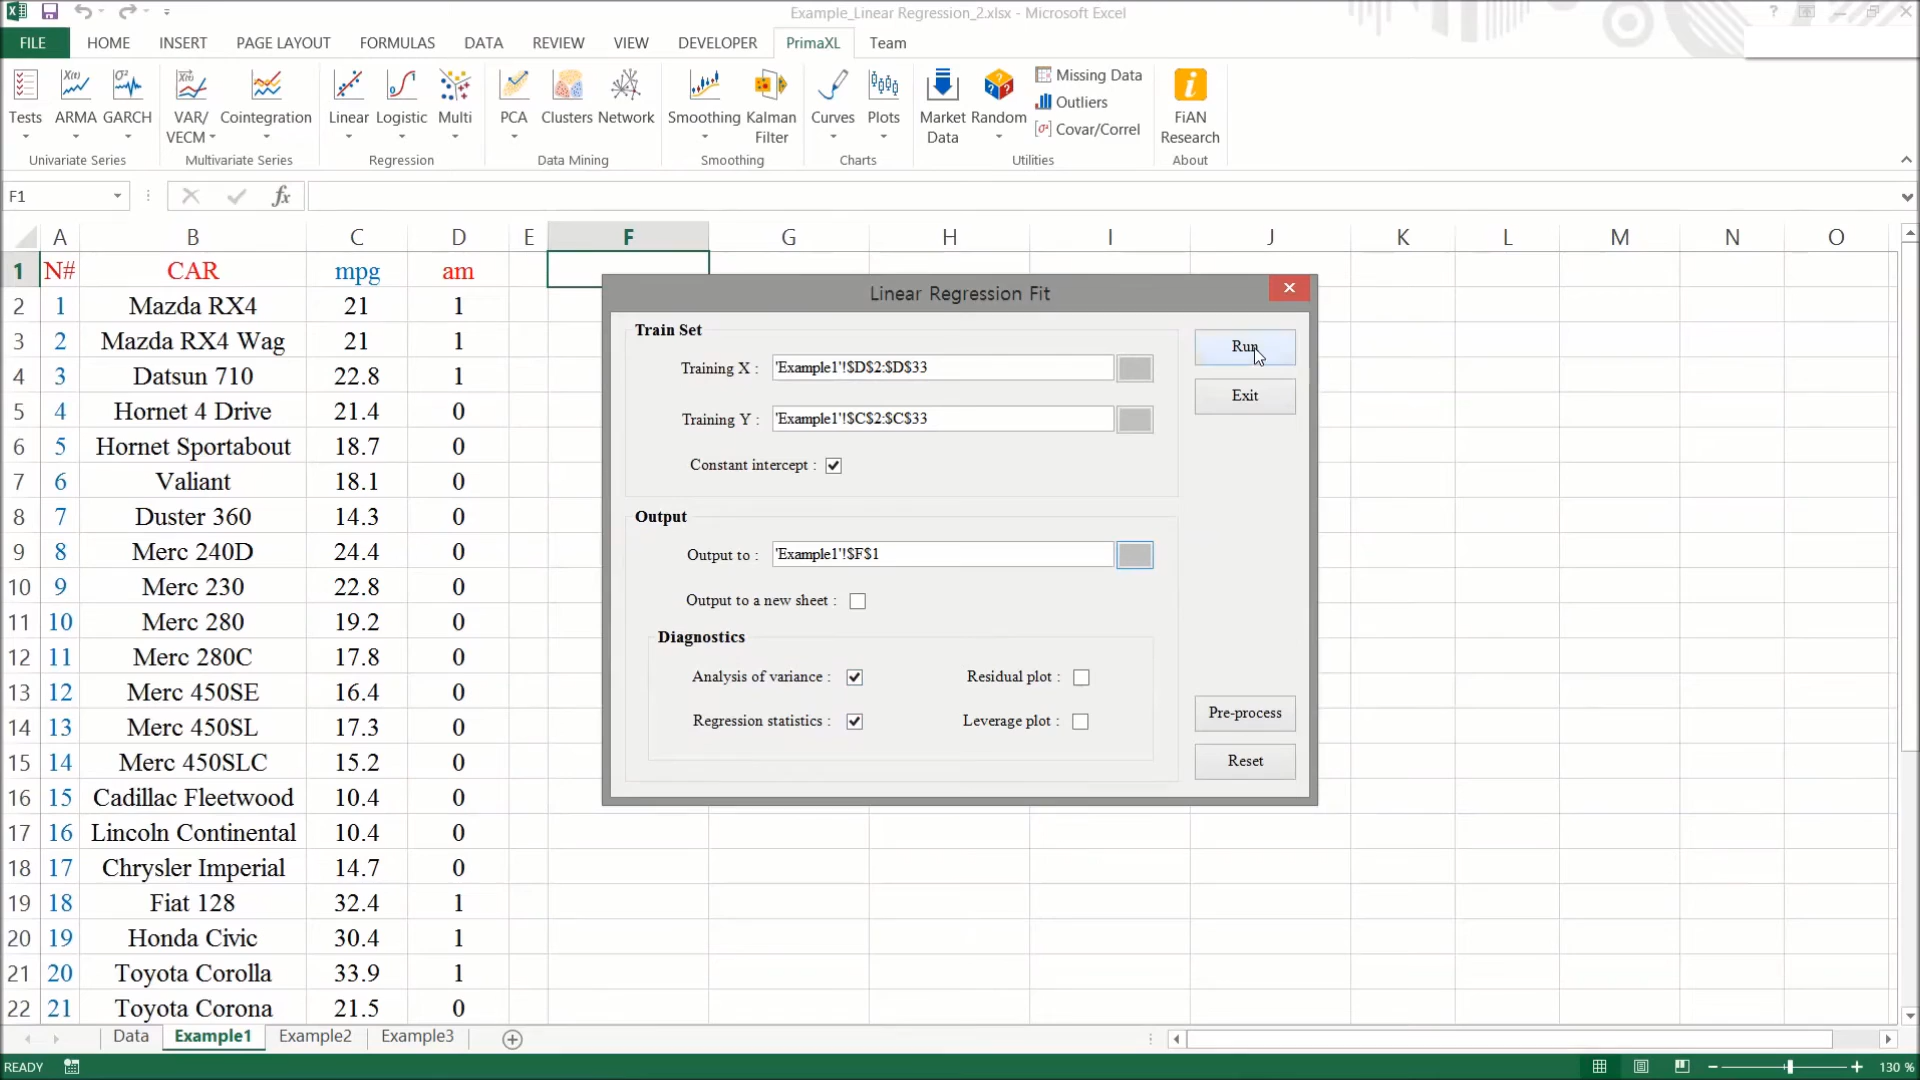 Example_Linear Regression_2.xlsx - Microsoft Excel
?
FILE HOME INSERT PAGE LAYOUT FORMULAS DATA REVIEW VIEW DEVELOPER PrimaXL Team
Tests ARMA GARCH VAR/ VECM Cointegration Linear Logistic Multi PCA Clusters Network Smoothing Kalman Filter Curves Plots Market Data Random Missing Data FiAN Research
Outliers
Covar/Correl
Univariate Series Multivariate Series Regression Data Mining Smoothing Charts Utilities About
F1 fx
A B C D E F G H I J K L M N O
1 N# CAR mpg am
2 1 Mazda RX4 21 1
3 2 Mazda RX4 Wag 21 1
4 3 Datsun 710 22.8 1
5 4 Hornet 4 Drive 21.4 0
6 5 Hornet Sportabout 18.7 0
7 6 Valiant 18.1 0
8 7 Duster 360 14.3 0
9 8 Merc 240D 24.4 0
10 9 Merc 230 22.8 0
11 10 Merc 280 19.2 0
12 11 Merc 280C 17.8 0
13 12 Merc 450SE 16.4 0
14 13 Merc 450SL 17.3 0
15 14 Merc 450SLC 15.2 0
16 15 Cadillac Fleetwood 10.4 0
17 16 Lincoln Continental 10.4 0
18 17 Chrysler Imperial 14.7 0
19 18 Fiat 128 32.4 1
20 19 Honda Civic 30.4 1
21 20 Toyota Corolla 33.9 1
22 21 Toyota Corona 21.5 0
Linear Regression Fit
Train Set
Training X : 'Example1'!$D$2:$D$33
Training Y : 'Example1'!$C$2:$C$33
Constant intercept :
Run
Exit
Output
Output to : 'Example1'!$F$1
Output to a new sheet :
Diagnostics
Analysis of variance : Residual plot :
Regression statistics : Leverage plot :
Pre-process
Reset
Data Example1 Example2 Example3
READY 130 %